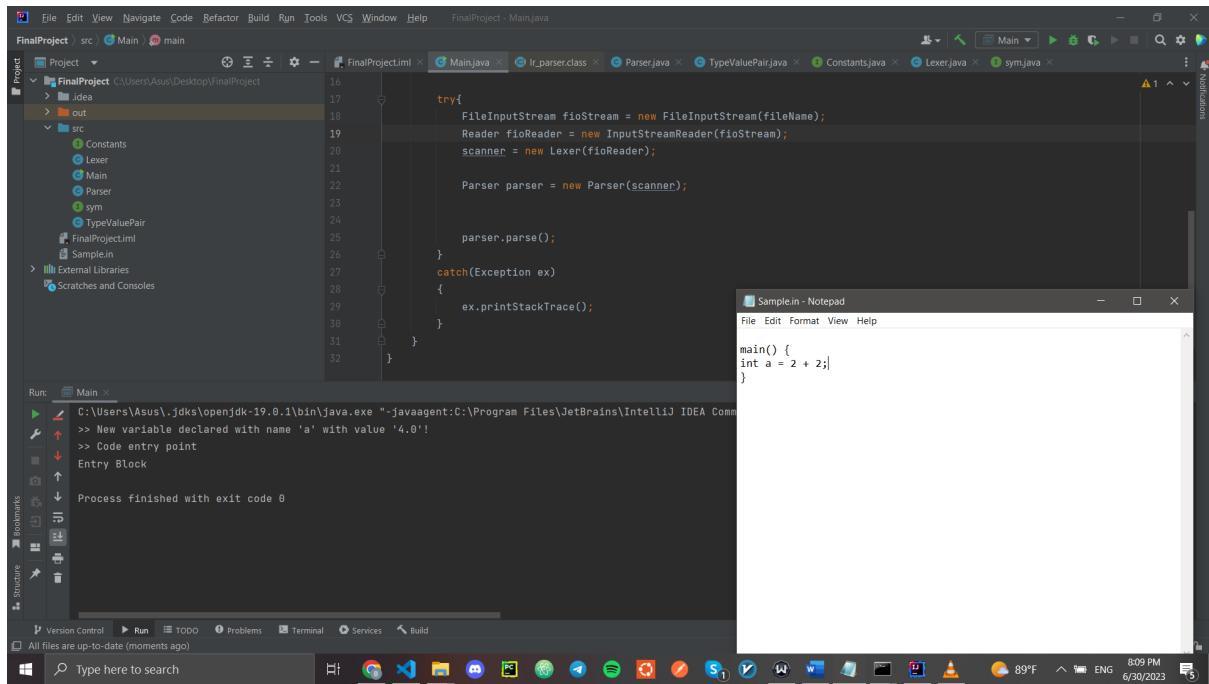 File Edit View Navigate Code Refactor Build Run Tools VCS Window Help FinalProject - Main.java
FinalProject src Main main
Main
Project
FinalProject.iml Main.java lr_parser.class Parser.java TypeValuePair.java Constants.java Lexer.java sym.java
Project
Notifications
FinalProject C:\Users\Asus\Desktop\FinalProject
.idea
out
src
Constants
Lexer
Main
Parser
sym
TypeValuePair
FinalProject.iml
Sample.in
External Libraries
Scratches and Consoles
1
16
17 try{
18 FileInputStream fioStream = new FileInputStream(fileName);
19 Reader fioReader = new InputStreamReader(fioStream);
20 scanner = new Lexer(fioReader);
21
22 Parser parser = new Parser(scanner);
23
24
25 parser.parse();
26 }
27 catch(Exception ex)
28 {
29 ex.printStackTrace();
30 }
31 }
32 }
Sample.in - Notepad
File Edit Format View Help
main() {
int a = 2 + 2;
}
Run: Main
C:\Users\Asus\.jdks\openjdk-19.0.1\bin\java.exe "-javaagent:C:\Program Files\JetBrains\IntelliJ IDEA Comm
>> New variable declared with name 'a' with value '4.0'!
>> Code entry point
Entry Block
Process finished with exit code 0
Bookmarks
Structure
Version Control Run TODO Problems Terminal Services Build
All files are up-to-date (moments ago)
Type here to search
89°F ENG 8:09 PM
6/30/2023
5